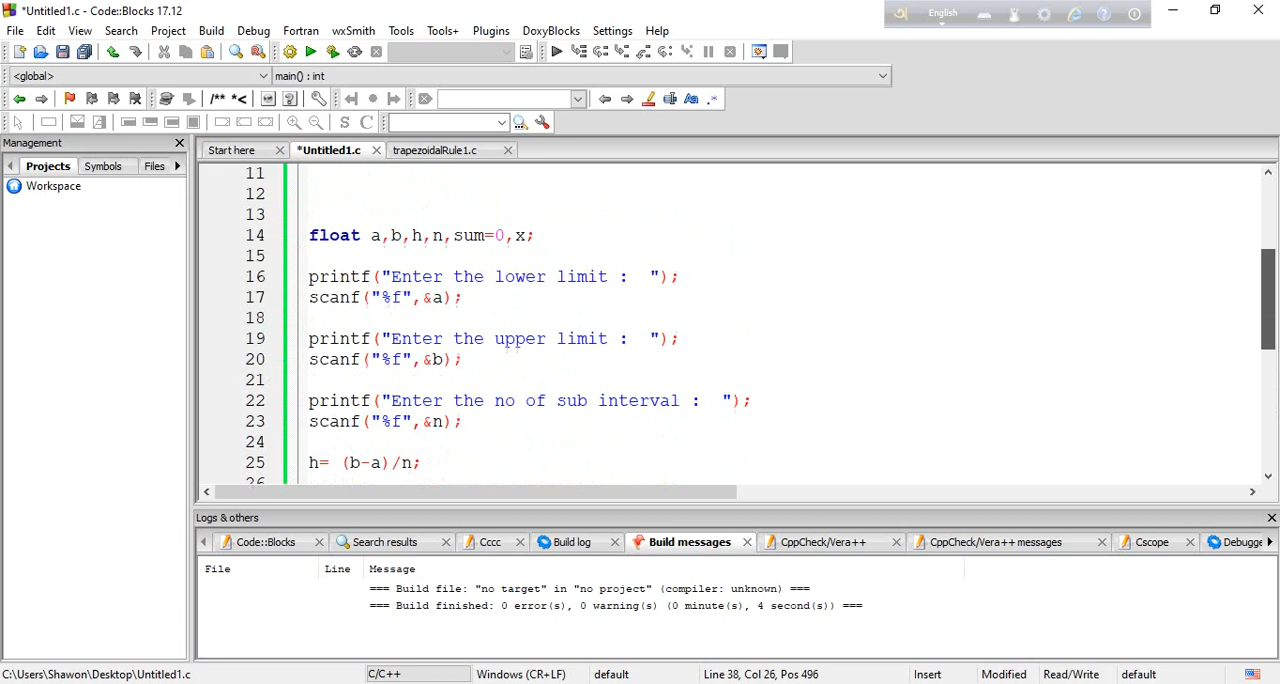 *Untitled1.c - Code::Blocks 17.12
English
File Edit View Search Project Build Debug Fortran wxSmith Tools Tools+ Plugins DoxyBlocks Settings Help
<global> main() : int
/** *< ? Aa .*
S C
Management
Start here *Untitled1.c trapezoidalRule1.c
Projects Symbols Files
Workspace
11
12
13
14 float a,b,h,n,sum=0,x;
15
16 printf("Enter the lower limit :  ");
17 scanf("%f",&a);
18
19 printf("Enter the upper limit :  ");
20 scanf("%f",&b);
21
22 printf("Enter the no of sub interval :  ");
23 scanf("%f",&n);
24
25 h= (b-a)/n;
26
Logs & others
Code::Blocks Search results Cccc Build log Build messages CppCheck/Vera++ CppCheck/Vera++ messages Cscope Debugge
File Line Message
=== Build file: "no target" in "no project" (compiler: unknown) ===
=== Build finished: 0 error(s), 0 warning(s) (0 minute(s), 4 second(s)) ===
C:\Users\Shawon\Desktop\Untitled1.c C/C++ Windows (CR+LF) default Line 38, Col 26, Pos 496 Insert Modified Read/Write default